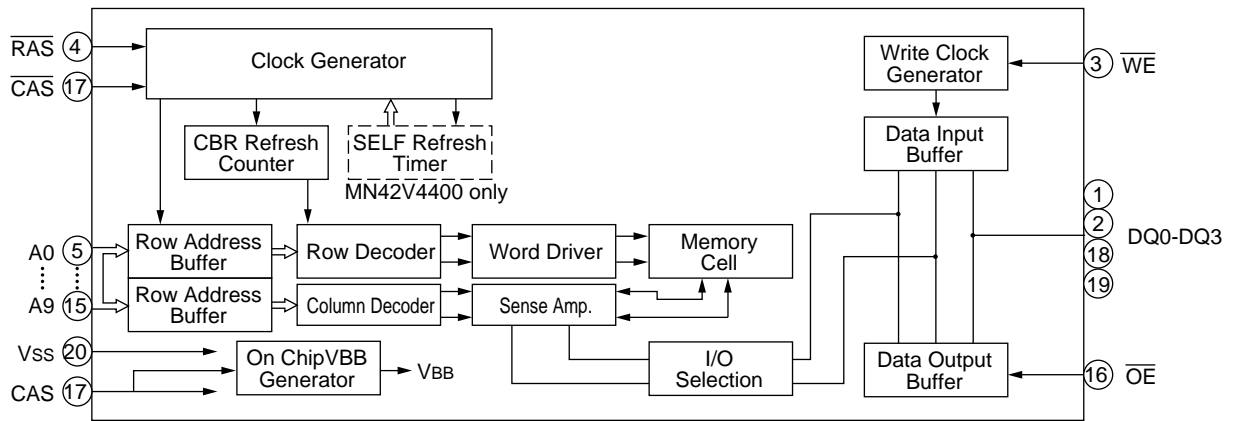 RAS 4
Clock Generator
Write Clock
Generator
3 WE
CAS 17
CBR Refresh
Counter
SELF Refresh
Timer
MN42V4400 only
Data Input
Buffer
1
2
18
19
DQ0-DQ3
A0 5
A9 15
Row Address
Buffer
Row Decoder
Word Driver
Memory
Cell
Row Address
Buffer
Column Decoder
Sense Amp.
VSS 20
CAS 17
On ChipVBB
Generator
VBB
I/O
Selection
Data Output
Buffer
16 OE